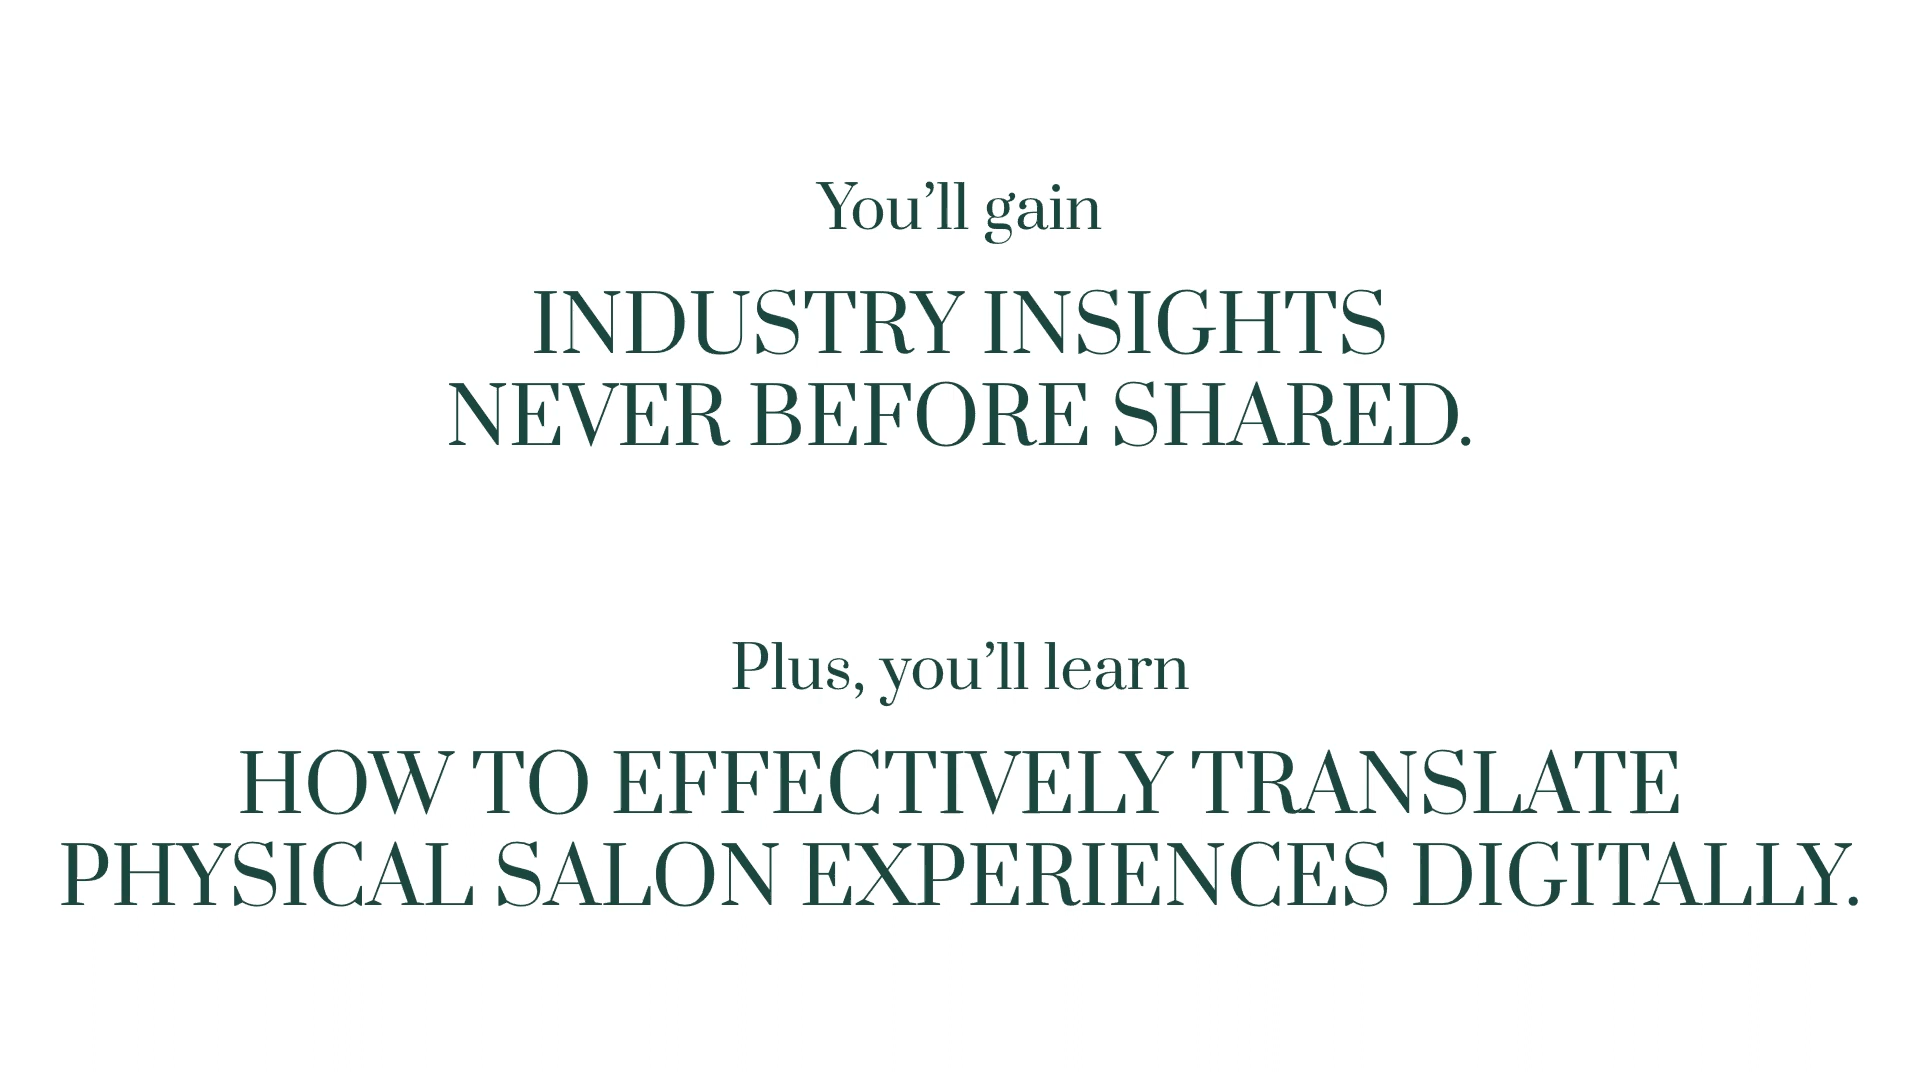 You’ll gain
INDUSTRY INSIGHTS
NEVER BEFORE SHARED.
Plus, you’ll learn
HOW TO EFFECTIVELY TRANSLATE
PHYSICAL SALON EXPERIENCES DIGITALLY.